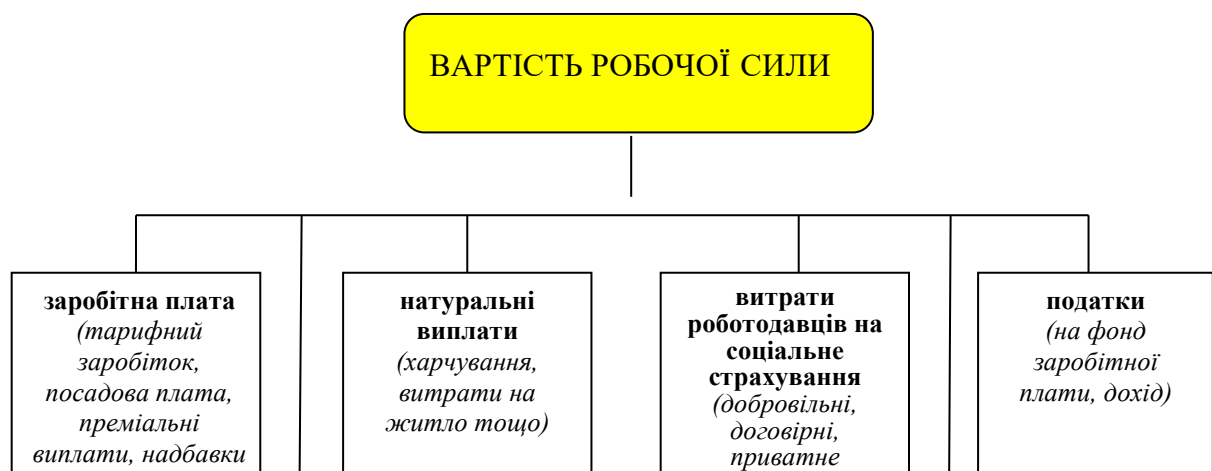 ВАРТІСТЬ РОБОЧОЇ СИЛИ
заробітна плата
(тарифний
заробіток,
посадова плата,
преміальні
виплати, надбавки
натуральні
виплати
(харчування,
витрати на
житло тощо)
витрати
роботодавців на
соціальне
страхування
(добровільні,
договірні,
приватне
податки
(на фонд
заробітної
плати, дохід)